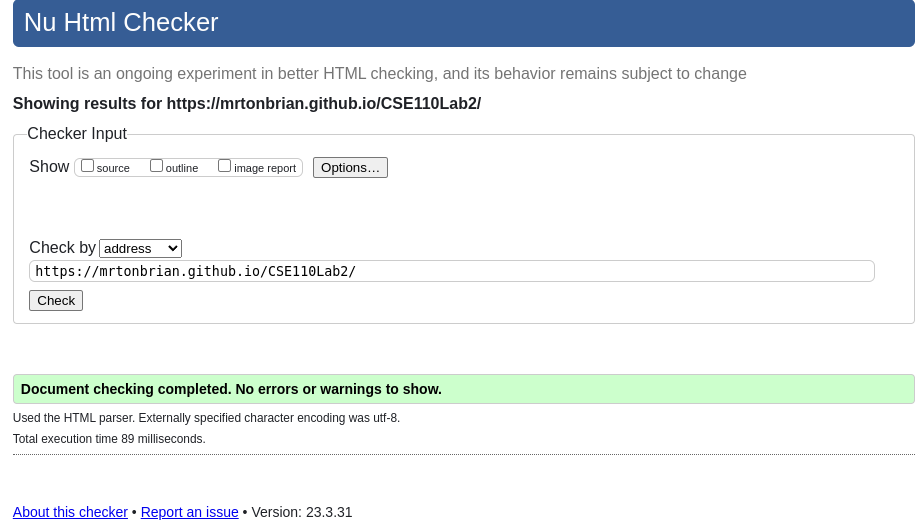 Nu Html Checker
This tool is an ongoing experiment in better HTML checking, and its behavior remains subject to change
Showing results for https://mrtonbrian.github.io/CSE110Lab2/
Checker Input
Show source outline image report Options…
Check by address
https://mrtonbrian.github.io/CSE110Lab2/
Check
Document checking completed. No errors or warnings to show.
Used the HTML parser. Externally specified character encoding was utf-8.
Total execution time 89 milliseconds.
About this checker • Report an issue • Version: 23.3.31